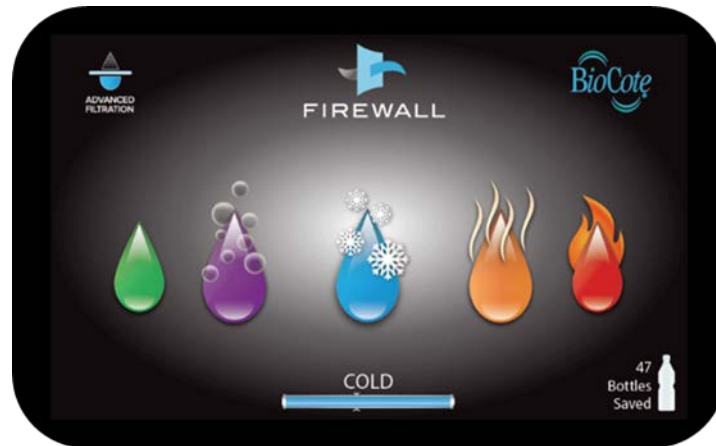 ADVANCED
FILTRATION
FIREWALL
BioCote
COLD
47
Bottles
Saved